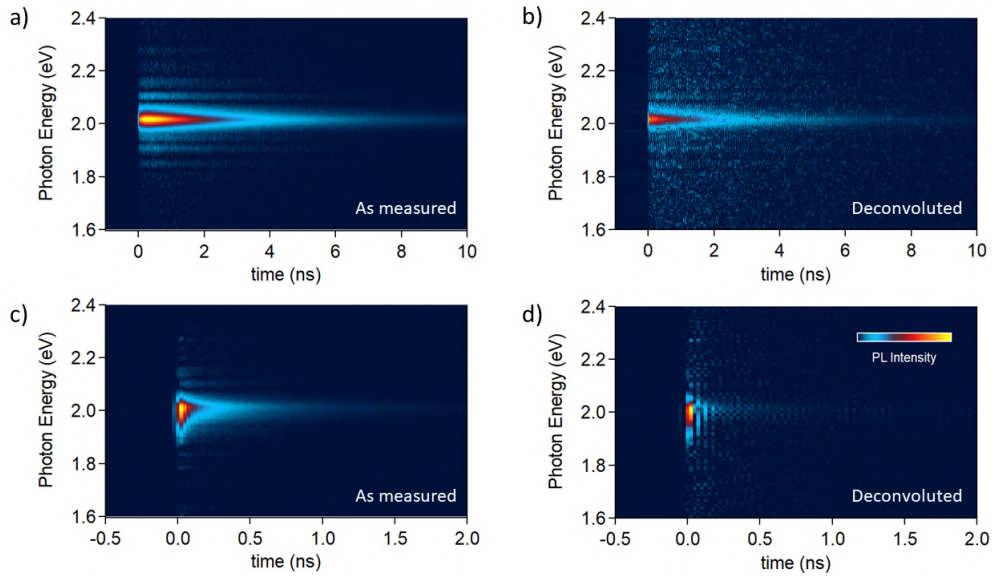 a)
2.4
2.2
2.0
1.8
1.6
Photon Energy (eV)
As measured
0 2 4 6 8 10
time (ns)
b)
2.4
2.2
2.0
1.8
1.6
Photon Energy (eV)
Deconvoluted
0 2 4 6 8 10
time (ns)
c)
2.4
2.2
2.0
1.8
1.6
Photon Energy (eV)
As measured
-0.5 0.0 0.5 1.0 1.5 2.0
time (ns)
d)
2.4
2.2
2.0
1.8
1.6
Photon Energy (eV)
PL Intensity
Deconvoluted
-0.5 0.0 0.5 1.0 1.5 2.0
time (ns)